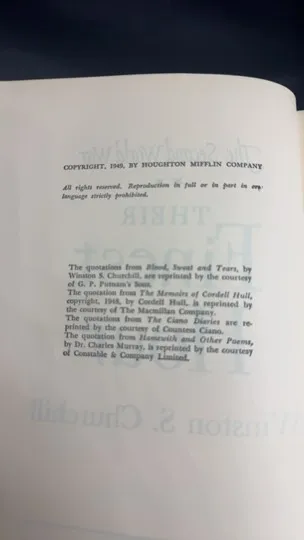 COPYRIGHT, 1949, BY HOUGHTON MIFFLIN COMPANY
All rights reserved. Reproduction in full or in part in any
language strictly prohibited.
The quotations from Blood, Sweat and Tears, by
Winston S. Churchill, are reprinted by the courtesy
of G. P. Putnam's Sons.
The quotation from The Memoirs of Cordell Hull,
copyright, 1948, by Cordell Hull, is reprinted by
the courtesy of The Macmillan Company.
The quotations from The Ciano Diaries are re-
printed by the courtesy of Countess Ciano.
The quotation from Hamewith and Other Poems,
by Dr. Charles Murray, is reprinted by the courtesy
of Constable & Company Limited.